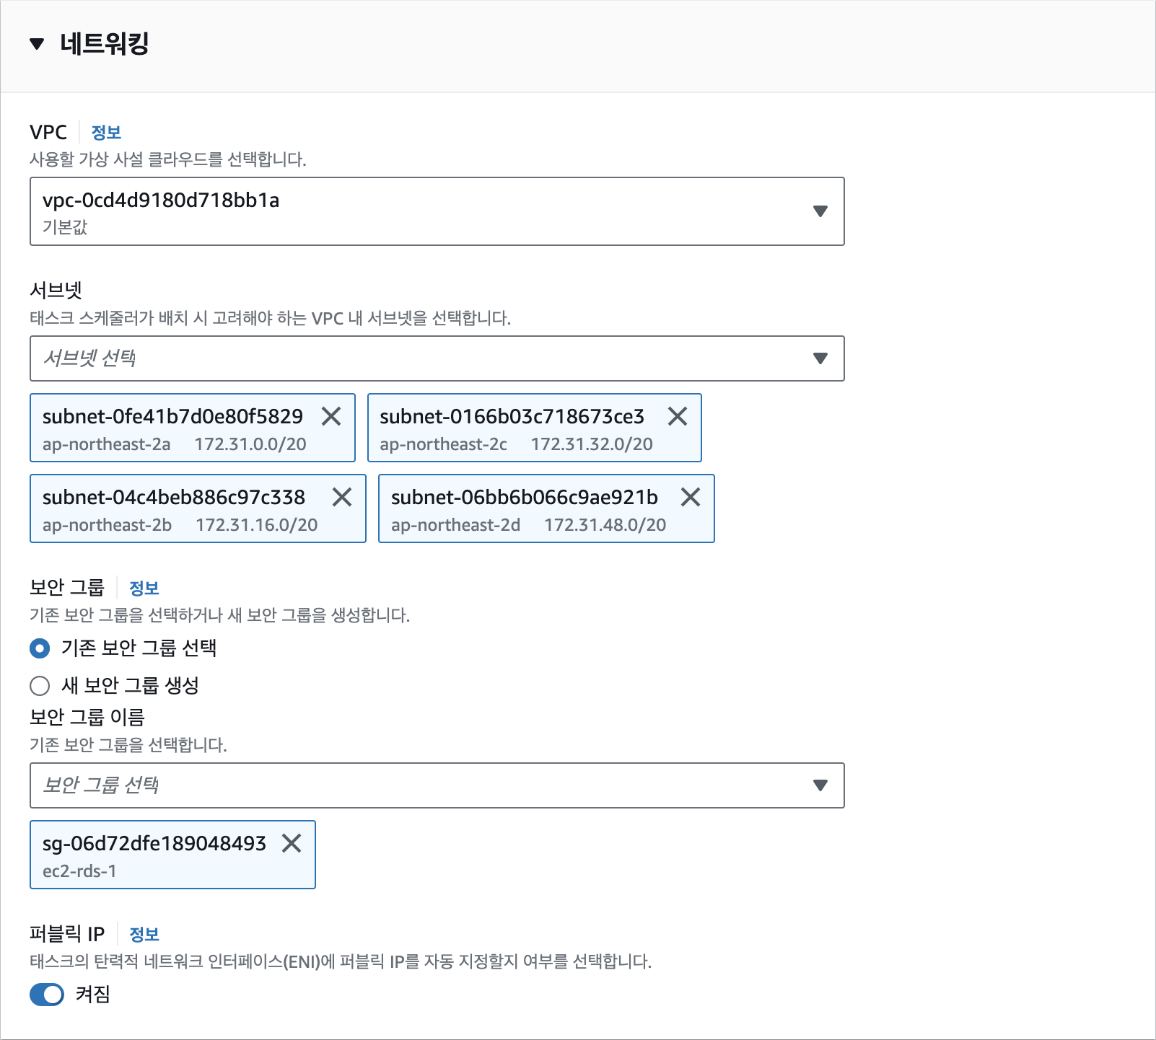 네트워킹
VPC 정보
사용할 가상 사설 클라우드를 선택합니다.
vpc-0cd4d9180d718bb1a
기본값
서브넷
태스크 스케줄러가 배치 시 고려해야 하는 VPC 내 서브넷을 선택합니다.
서브넷 선택
subnet-0fe41b7d0e80f5829 subnet-0166b03c718673ce3
ap-northeast-2a 172.31.0.0/20 ap-northeast-2c 172.31.32.0/20
subnet-04c4beb886c97c338 subnet-06bb6b066c9ae921b
ap-northeast-2b 172.31.16.0/20 ap-northeast-2d 172.31.48.0/20
보안 그룹 정보
기존 보안 그룹을 선택하거나 새 보안 그룹을 생성합니다.
기존 보안 그룹 선택
새 보안 그룹 생성
보안 그룹 이름
기존 보안 그룹을 선택합니다.
보안 그룹 선택
sg-06d72dfe189048493
ec2-rds-1
퍼블릭 IP 정보
태스크의 탄력적 네트워크 인터페이스(ENI)에 퍼블릭 IP를 자동 지정할지 여부를 선택합니다.
켜짐